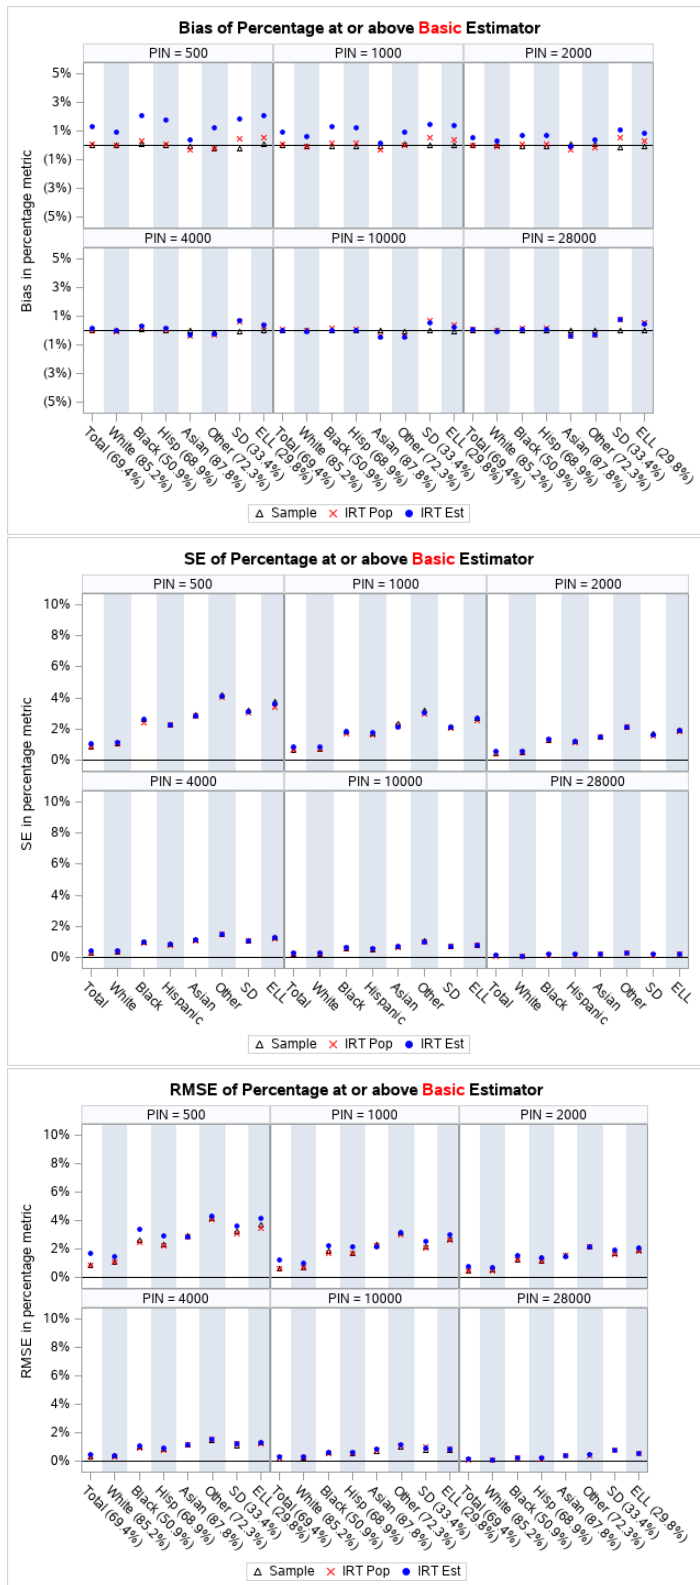 Bias of Percentage at or above Basic Estimator
PIN = 500 PIN = 1000 PIN = 2000
5%
3%
1%
(1%)
(3%)
(5%)
Bias in percentage metric
PIN = 4000 PIN = 10000 PIN = 28000
5%
3%
1%
(1%)
(3%)
(5%)
Total (69.4%) White (85.2%) Black (50.9%) Hisp (68.9%) Asian (87.8%) Other (72.3%) SD (33.4%) ELL (29.8%) Total (69.4%) White (85.2%) Black (50.9%) Hisp (68.9%) Asian (87.8%) Other (72.3%) SD (33.4%) ELL (29.8%) Total (69.4%) White (85.2%) Black (50.9%) Hisp (68.9%) Asian (87.8%) Other (72.3%) SD (33.4%) ELL (29.8%)
Sample IRT Pop IRT Est
SE of Percentage at or above Basic Estimator
PIN = 500 PIN = 1000 PIN = 2000
10%
8%
6%
4%
2%
0%
SE in percentage metric
PIN = 4000 PIN = 10000 PIN = 28000
10%
8%
6%
4%
2%
0%
Total White Black Hispanic Asian Other SD ELL Total White Black Hispanic Asian Other SD ELL Total White Black Hispanic Asian Other SD ELL
Sample IRT Pop IRT Est
RMSE of Percentage at or above Basic Estimator
PIN = 500 PIN = 1000 PIN = 2000
10%
8%
6%
4%
2%
0%
RMSE in percentage metric
PIN = 4000 PIN = 10000 PIN = 28000
10%
8%
6%
4%
2%
0%
Total (69.4%) White (85.2%) Black (50.9%) Hisp (68.9%) Asian (87.8%) Other (72.3%) SD (33.4%) ELL (29.8%) Total (69.4%) White (85.2%) Black (50.9%) Hisp (68.9%) Asian (87.8%) Other (72.3%) SD (33.4%) ELL (29.8%) Total (69.4%) White (85.2%) Black (50.9%) Hisp (68.9%) Asian (87.8%) Other (72.3%) SD (33.4%) ELL (29.8%)
Sample IRT Pop IRT Est